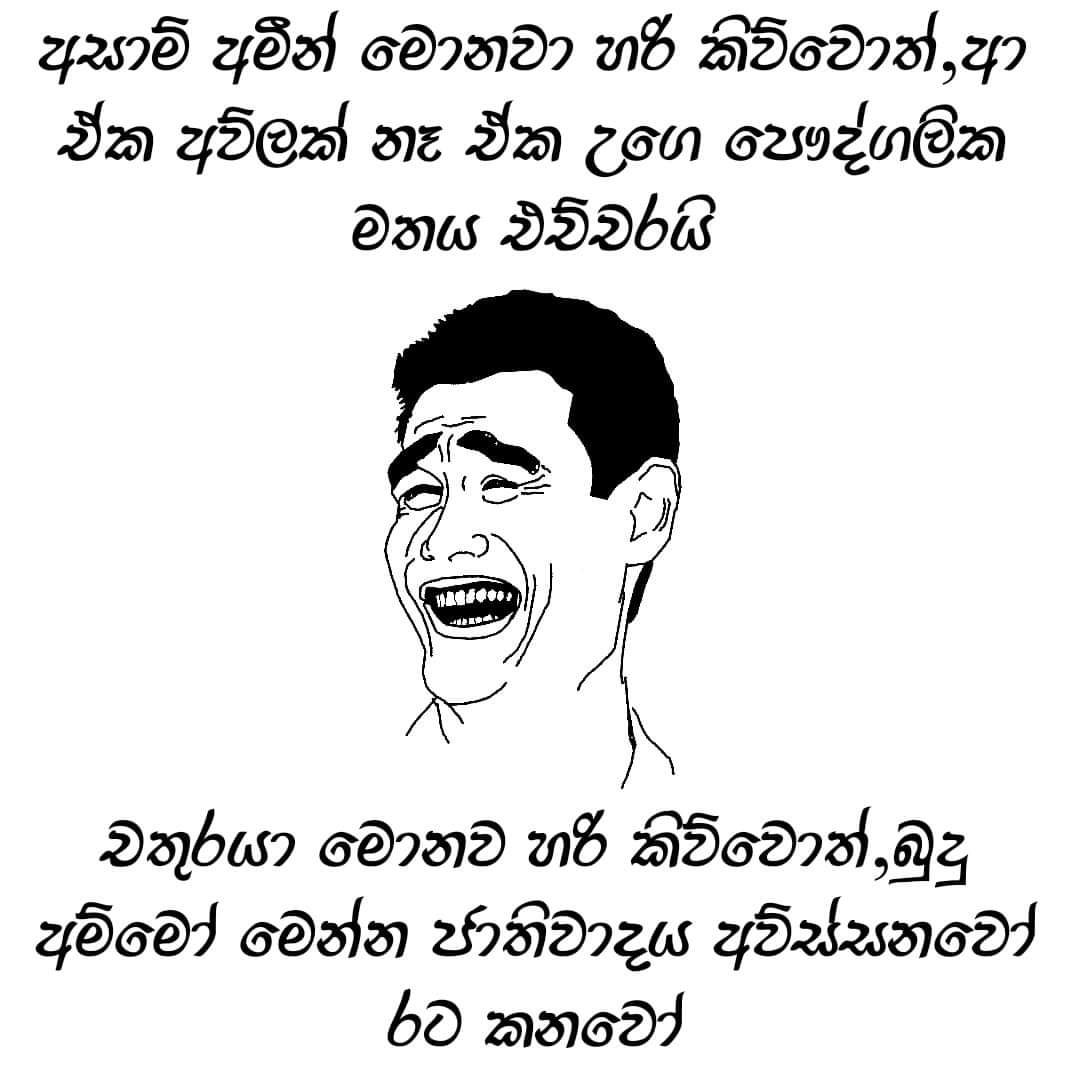 අසාම් අමීන් මොනවා හරි කිව්වොත්,ආ
ඒක අව්ලක් නෑ ඒක උගෙ පෞද්ගලික
මතය එච්චරයි
චතුරයා මොනව හරි කිව්වොත්,බුදු
අම්මෝ මෙන්න ජාතිවාදය අව්ස්සනවෝ
රට කනවෝ